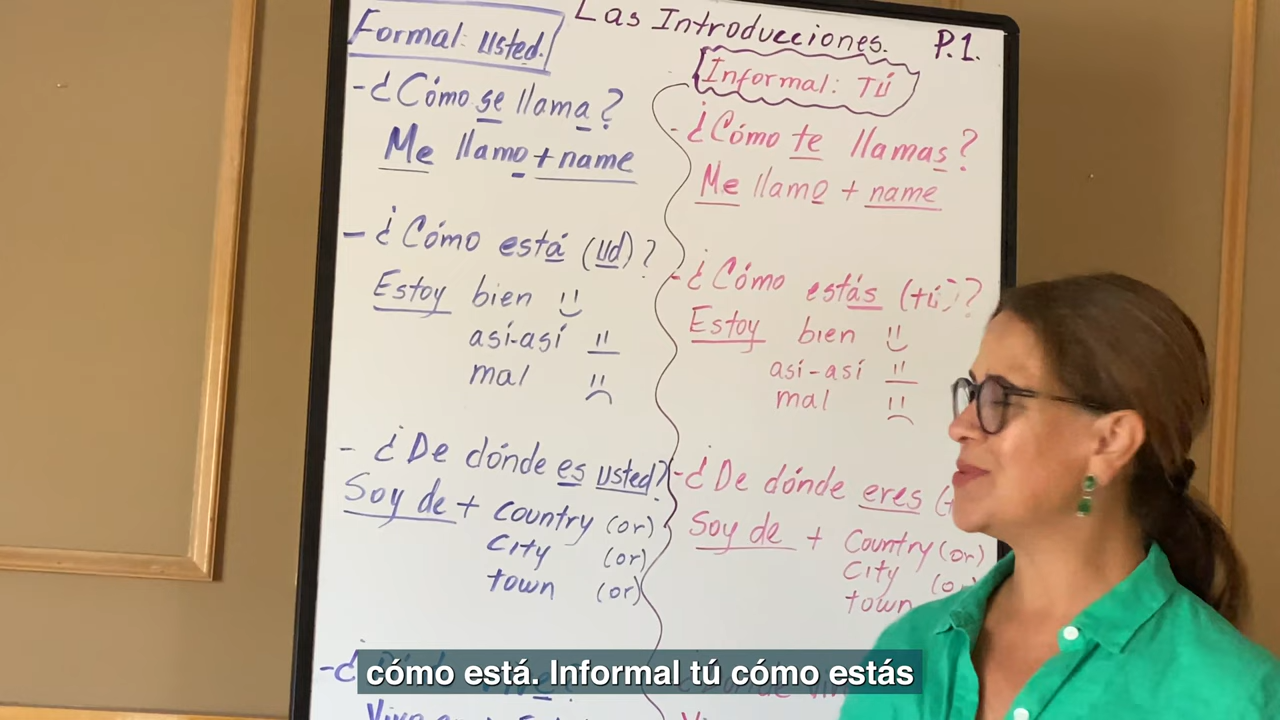 Las Introducciones. P.1.
Formal: Usted.
-¿Cómo se llama?
Me llamo + name
-¿Cómo está (Ud)?
Estoy bien
así-así
mal
-¿De dónde es usted?
Soy de + Country (or)
City (or)
town (or)
Informal: TÚ
-¿Cómo te llamas?
Me llamo + name
-¿Cómo estás (tú)?
Estoy bien
así-así
mal
-¿De dónde eres
Soy de + Country (or)
City (or)
town
cómo está. Informal tú cómo estás